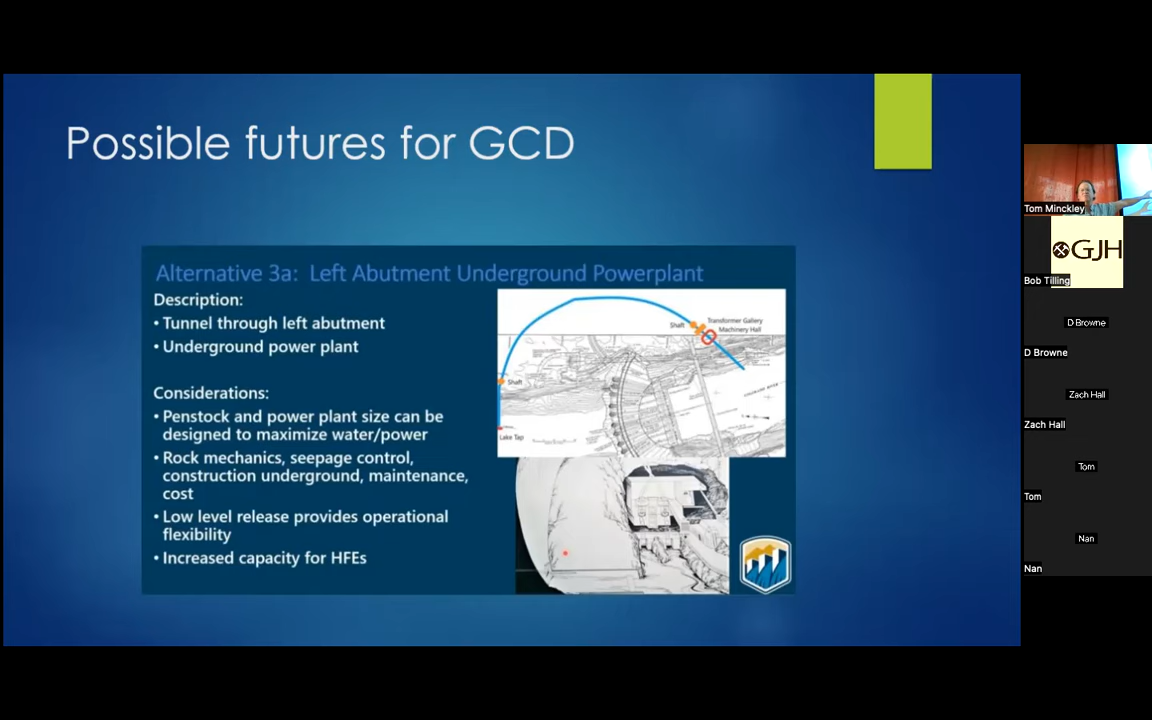 Possible futures for GCD
Alternative 3a: Left Abutment Underground Powerplant
Description:
• Tunnel through left abutment
• Underground power plant
Considerations:
• Penstock and power plant size can be
designed to maximize water/power
• Rock mechanics, seepage control,
construction underground, maintenance,
cost
• Low level release provides operational
flexibility
• Increased capacity for HFEs
Shaft
Transformer Gallery
Machinery Hall
Shaft
Lake Tap
Tom Minckley
GJH
Bob Tilling
D Browne
D Browne
Zach Hall
Zach Hall
Tom
Tom
Nan
Nan